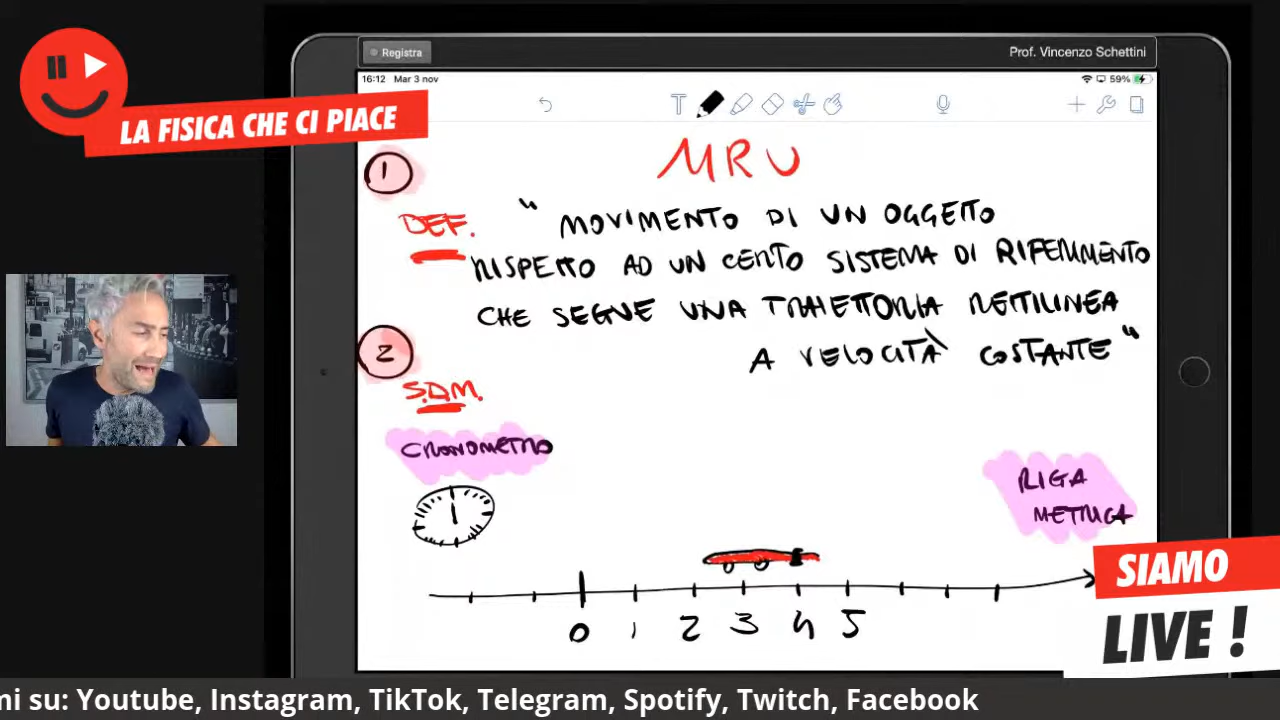 Registra
Prof. Vincenzo Schettini
16:12 Mar 3 nov
59%
LA FISICA CHE CI PIACE
T
1
MRU
DEF. "MOVIMENTO DI UN OGGETTO
RISPETTO AD UN CERTO SISTEMA DI RIFERIMENTO
CHE SEGUE UNA TRAIETTORIA RETTILINEA
A VELOCITÀ COSTANTE"
2
S.D.M.
CRONOMETRO
RIGA
METRICA
0 1 2 3 4 5
SIAMO
LIVE !
mi su: Youtube, Instagram, TikTok, Telegram, Spotify, Twitch, Facebook